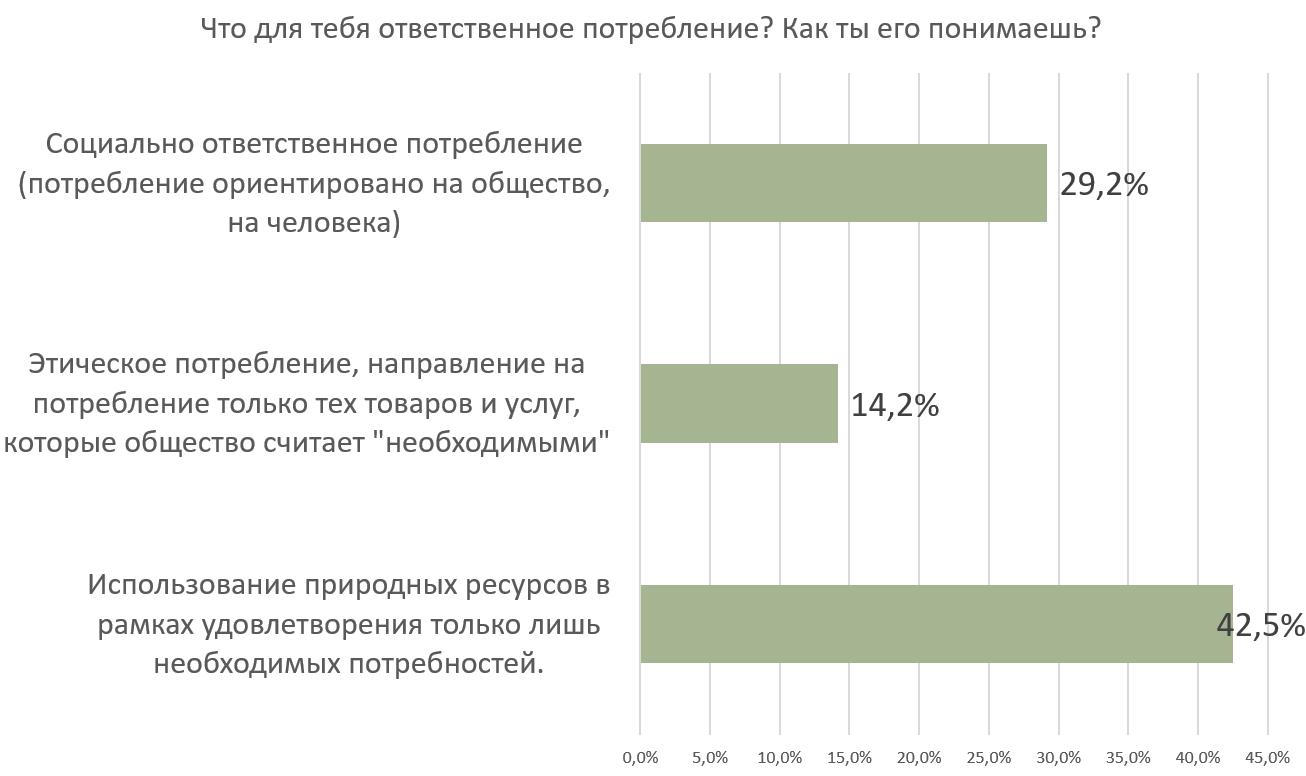 Что для тебя ответственное потребление? Как ты его понимаешь?
Социально ответственное потребление
(потребление ориентировано на общество,
на человека)
29,2%
Этическое потребление, направление на
потребление только тех товаров и услуг,
которые общество считает "необходимыми"
14,2%
Использование природных ресурсов в
рамках удовлетворения только лишь
необходимых потребностей.
42,5%
0,0% 5,0% 10,0% 15,0% 20,0% 25,0% 30,0% 35,0% 40,0% 45,0%